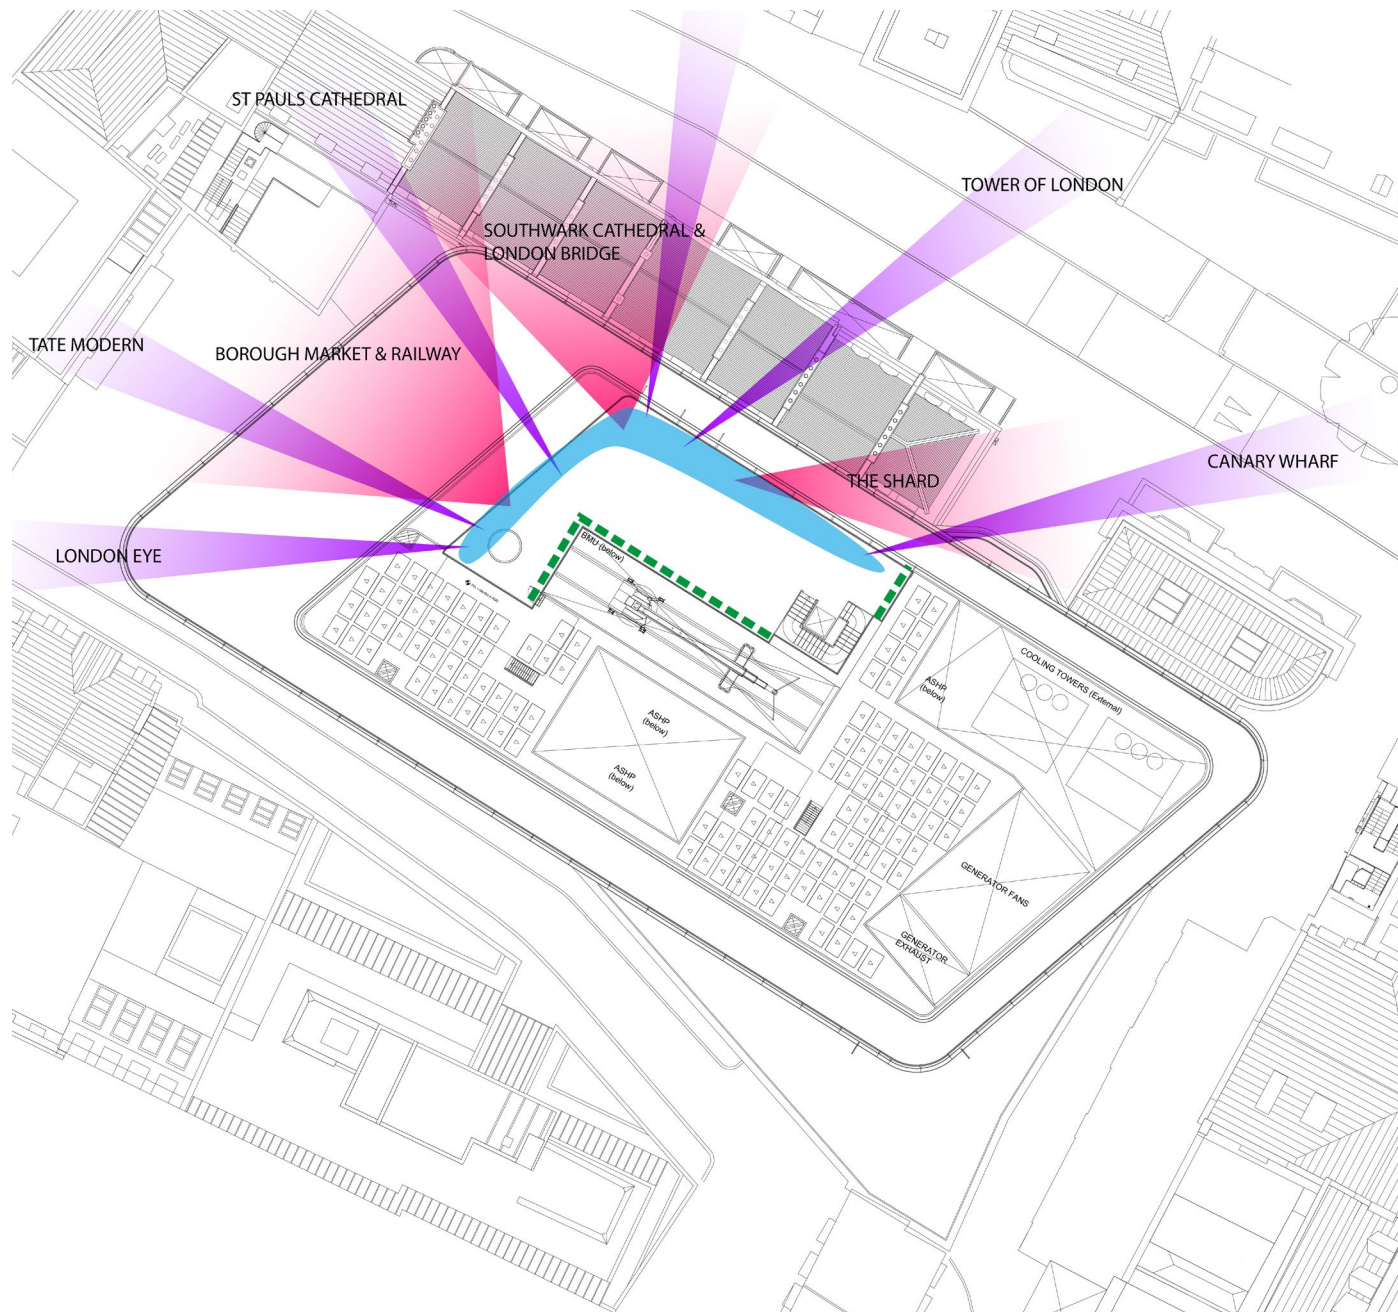 ST PAULS CATHEDRAL
TOWER OF LONDON
SOUTHWARK CATHEDRAL &
LONDON BRIDGE
TATE MODERN
BOROUGH MARKET & RAILWAY
CANARY WHARF
THE SHARD
LONDON EYE
BMU (below)
COOLING TOWERS (External)
ASHP
(below)
ASHP
(below)
ASHP
(below)
GENERATOR FANS
GENERATOR
EXHAUST